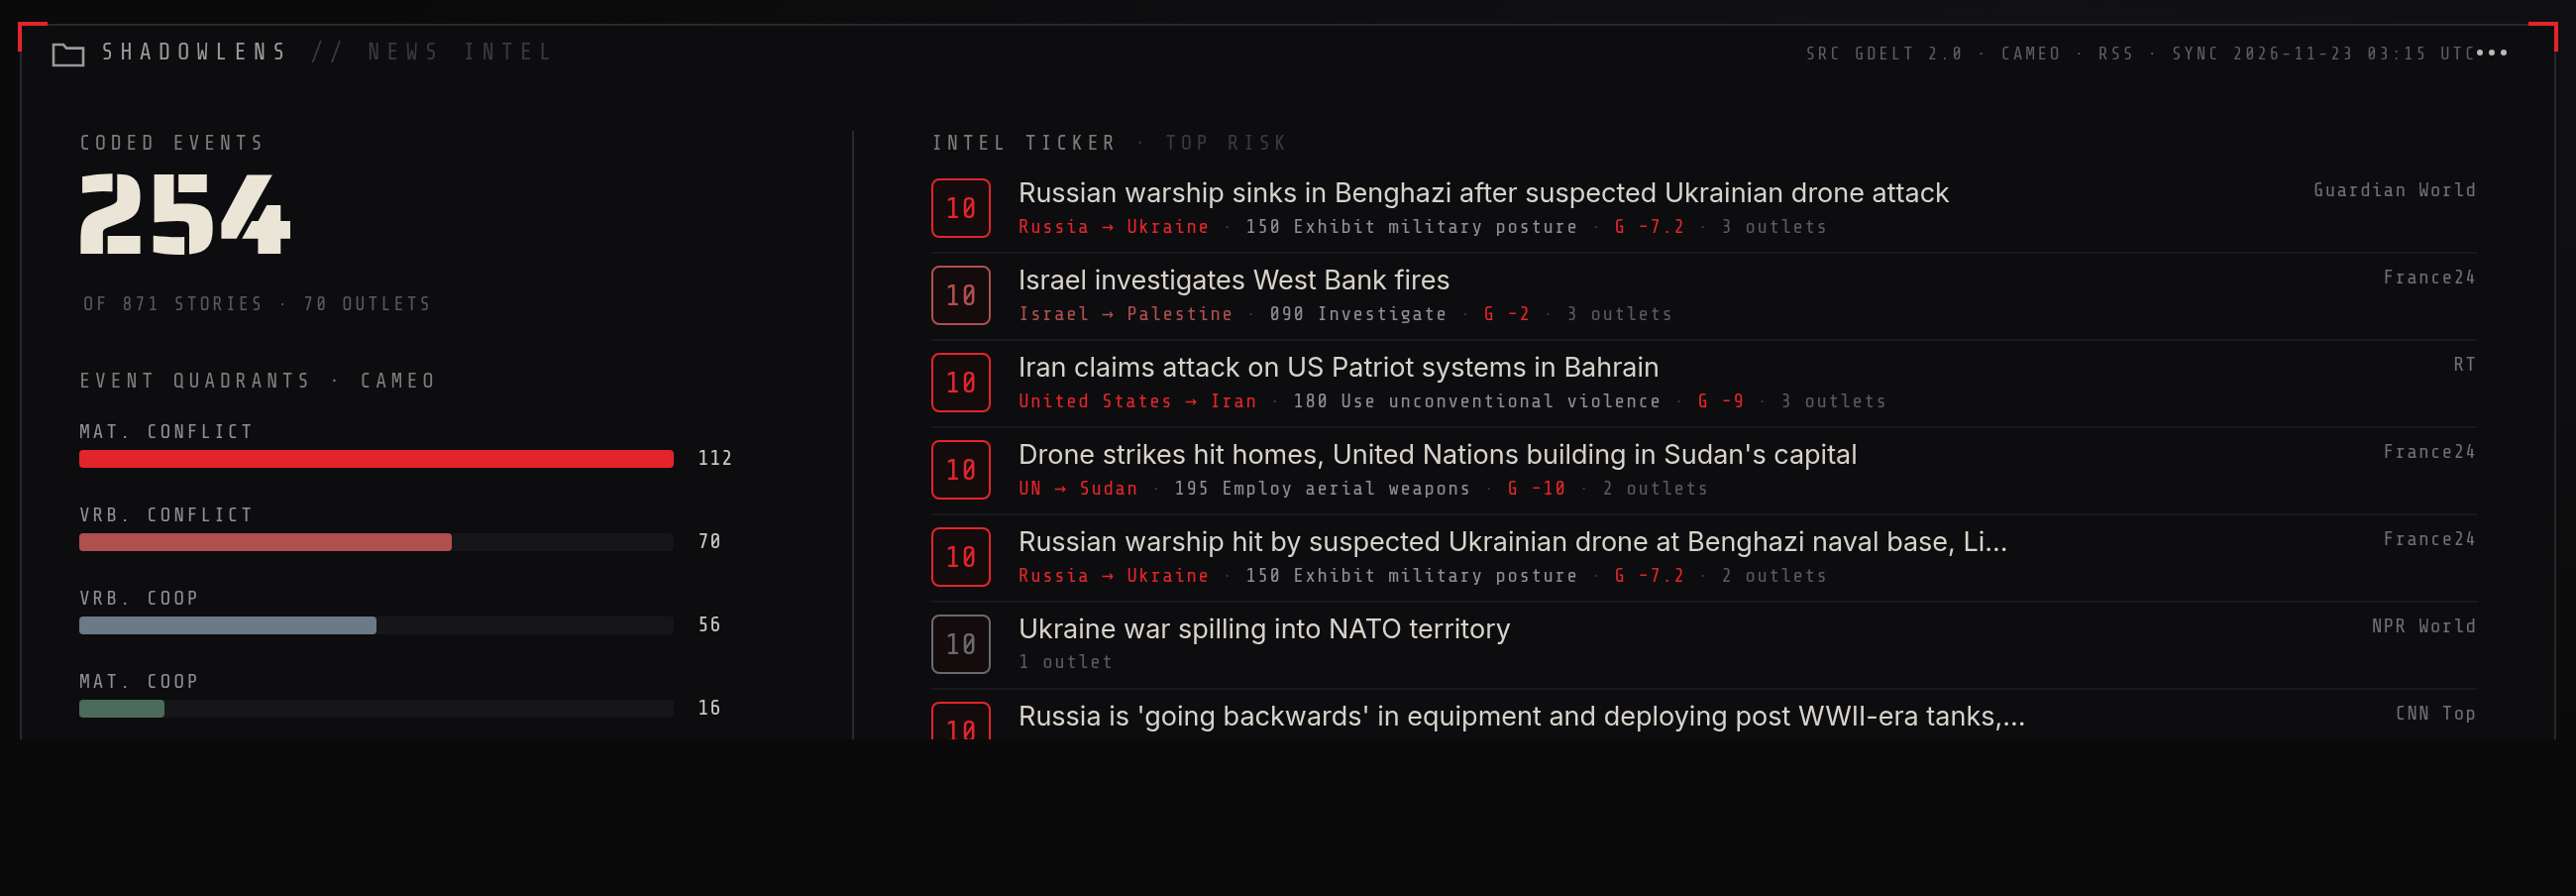 SHADOWLENS // NEWS INTEL
SRC GDELT 2.0 · CAMEO · RSS · SYNC 2026-11-23 03:15 UTC
CODED EVENTS
254
OF 871 STORIES · 70 OUTLETS
EVENT QUADRANTS · CAMEO
MAT. CONFLICT
112
VRB. CONFLICT
70
VRB. COOP
56
MAT. COOP
16
INTEL TICKER · TOP RISK
10 Russian warship sinks in Benghazi after suspected Ukrainian drone attack Guardian World
Russia → Ukraine · 150 Exhibit military posture · G -7.2 · 3 outlets
10 Israel investigates West Bank fires France24
Israel → Palestine · 090 Investigate · G -2 · 3 outlets
10 Iran claims attack on US Patriot systems in Bahrain RT
United States → Iran · 180 Use unconventional violence · G -9 · 3 outlets
10 Drone strikes hit homes, United Nations building in Sudan's capital France24
UN → Sudan · 195 Employ aerial weapons · G -10 · 2 outlets
10 Russian warship hit by suspected Ukrainian drone at Benghazi naval base, Li... France24
Russia → Ukraine · 150 Exhibit military posture · G -7.2 · 2 outlets
10 Ukraine war spilling into NATO territory NPR World
1 outlet
10 Russia is 'going backwards' in equipment and deploying post WWII-era tanks,... CNN Top